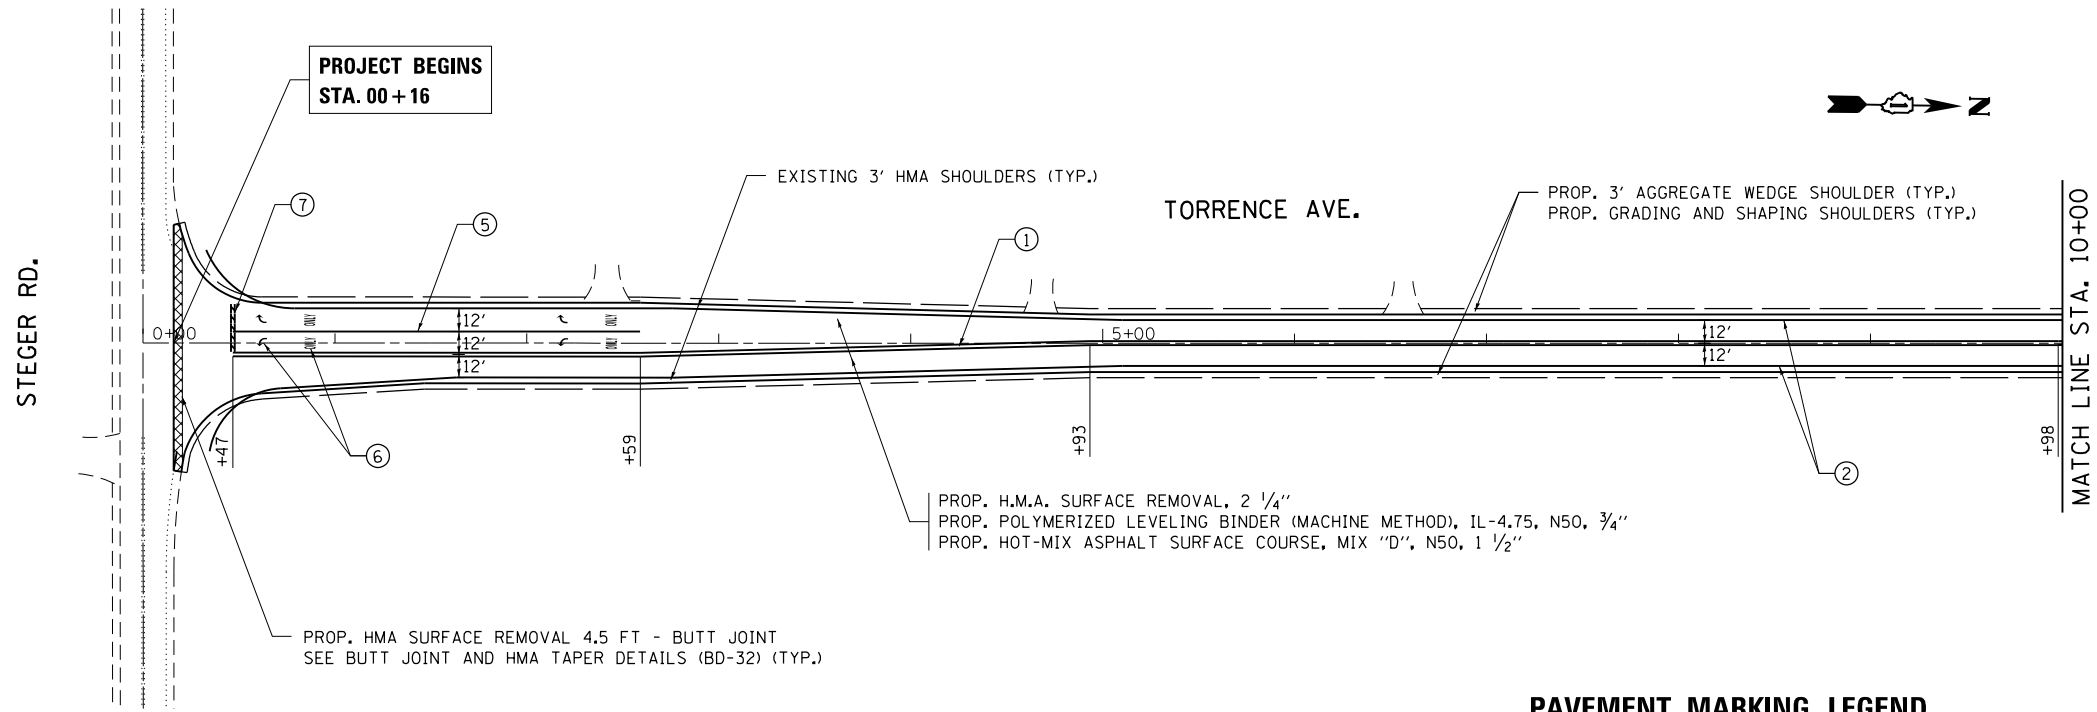 PROJECT BEGINS
STA. 00+16
N
EXISTING 3' HMA SHOULDERS (TYP.)
TORRENCE AVE.
PROP. 3' AGGREGATE WEDGE SHOULDER (TYP.)
PROP. GRADING AND SHAPING SHOULDERS (TYP.)
7
5
1
STEGER RD.
MATCH LINE STA. 10+00
0+00
ONLY
ONLY
ONLY
ONLY
12'
12'
12'
5+00
12'
12'
+47
6
+59
+93
2
+98
PROP. H.M.A. SURFACE REMOVAL, 2 1/4"
PROP. POLYMERIZED LEVELING BINDER (MACHINE METHOD), IL-4.75, N50, 3/4"
PROP. HOT-MIX ASPHALT SURFACE COURSE, MIX "D", N50, 1 1/2"
PROP. HMA SURFACE REMOVAL 4.5 FT - BUTT JOINT
SEE BUTT JOINT AND HMA TAPER DETAILS (BD-32) (TYP.)
PAVEMENT MARKING LEGEND